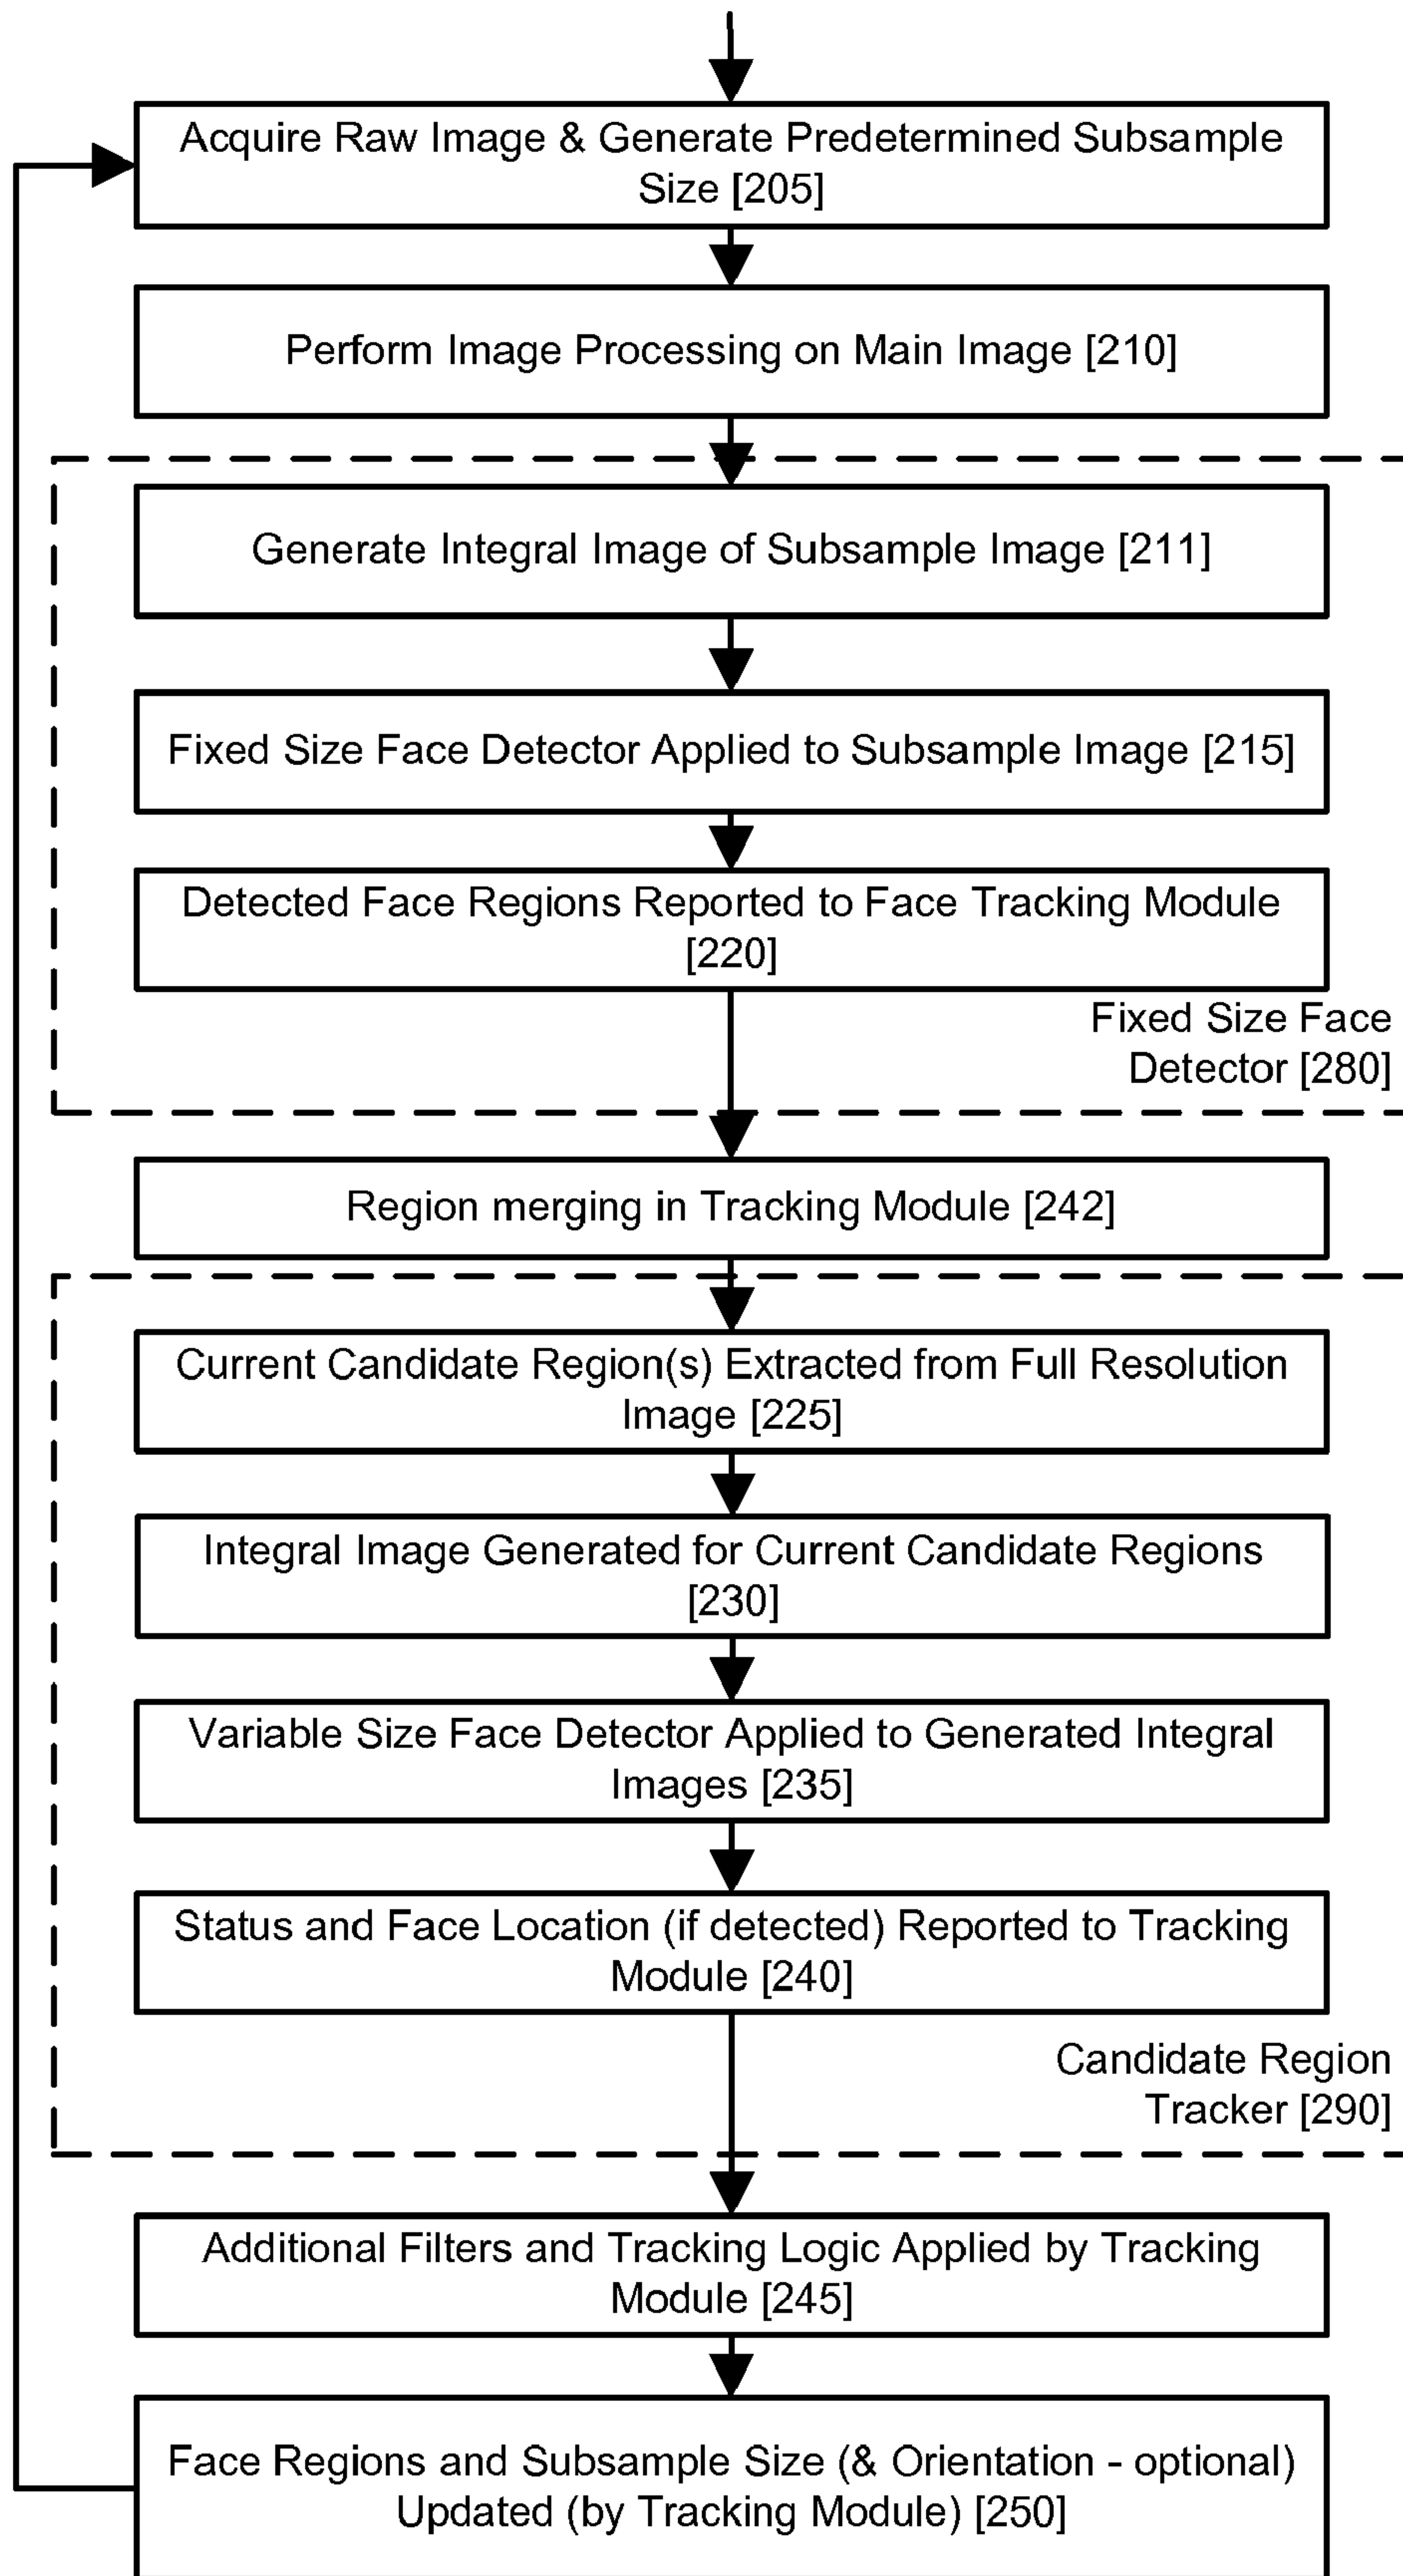 Acquire Raw Image & Generate Predetermined Subsample
Size [205]
Perform Image Processing on Main Image [210]
Generate Integral Image of Subsample Image [211]
Fixed Size Face Detector Applied to Subsample Image [215]
Detected Face Regions Reported to Face Tracking Module
[220]
Fixed Size Face
Detector [280]
Region merging in Tracking Module [242]
Current Candidate Region(s) Extracted from Full Resolution
Image [225]
Integral Image Generated for Current Candidate Regions
[230]
Variable Size Face Detector Applied to Generated Integral
Images [235]
Status and Face Location (if detected) Reported to Tracking
Module [240]
Candidate Region
Tracker [290]
Additional Filters and Tracking Logic Applied by Tracking
Module [245]
Face Regions and Subsample Size (& Orientation - optional)
Updated (by Tracking Module) [250]